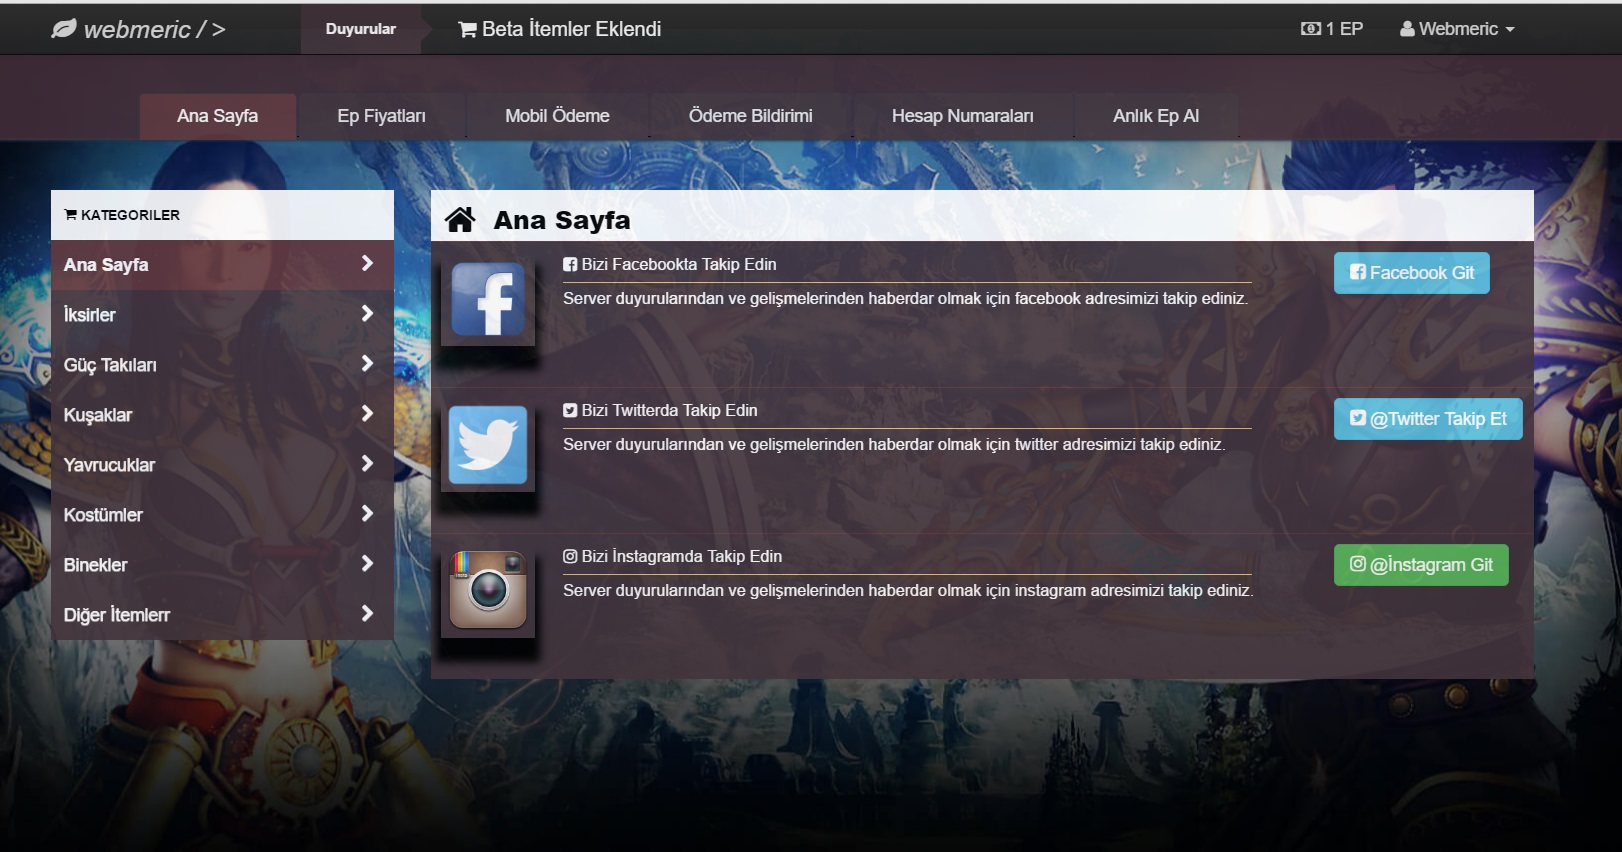 webmeric / >
Duyurular
Beta İtemler Eklendi
1 EP
Webmeric
Ana Sayfa
Ep Fiyatları
Mobil Ödeme
Ödeme Bildirimi
Hesap Numaraları
Anlık Ep Al
KATEGORILER
Ana Sayfa
İksirler
Güç Takıları
Kuşaklar
Yavrucuklar
Kostümler
Binekler
Diğer İtemlerr
Ana Sayfa
Bizi Facebookta Takip Edin
Server duyurularından ve gelişmelerinden haberdar olmak için facebook adresimizi takip ediniz.
Facebook Git
Bizi Twitterda Takip Edin
Server duyurularından ve gelişmelerinden haberdar olmak için twitter adresimizi takip ediniz.
@Twitter Takip Et
Bizi İnstagramda Takip Edin
Server duyurularından ve gelişmelerinden haberdar olmak için instagram adresimizi takip ediniz.
@İnstagram Git